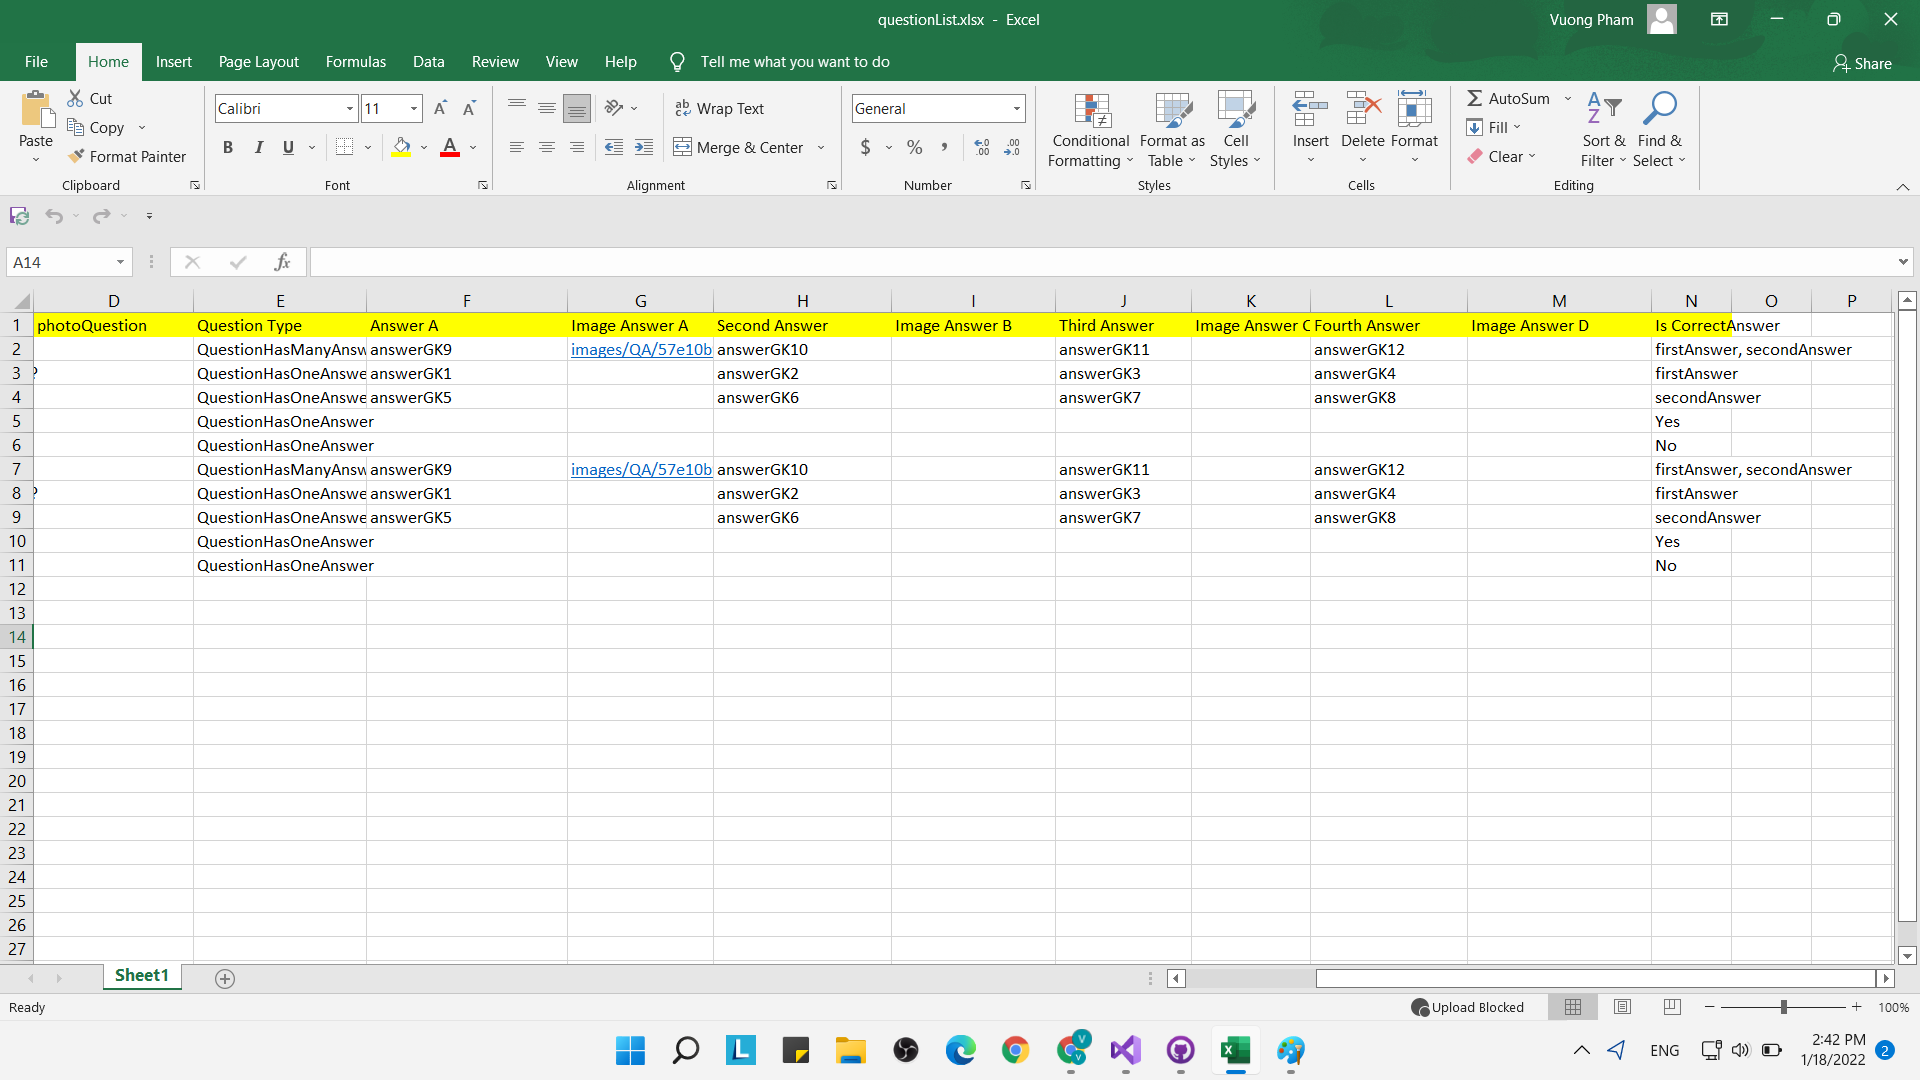 questionList.xlsx - Excel
Vuong Pham
File Home Insert Page Layout Formulas Data Review View Help Tell me what you want to do
Share
Paste
Cut
Copy
Format Painter
Clipboard
Calibri 11
B I U
Font
Wrap Text
Merge & Center
Alignment
General
$ % ,
Number
Conditional Formatting
Format as Table
Cell Styles
Styles
Insert Delete Format
Cells
AutoSum
Fill
Clear
Sort & Filter
Find & Select
Editing
A14
fx
D E F G H I J K L M N O P
1 photoQuestion Question Type Answer A Image Answer A Second Answer Image Answer B Third Answer Image Answer C Fourth Answer Image Answer D Is CorrectAnswer
2 QuestionHasManyAnsw answerGK9 images/QA/57e10b answerGK10 answerGK11 answerGK12 firstAnswer, secondAnswer
3 ? QuestionHasOneAnswe answerGK1 answerGK2 answerGK3 answerGK4 firstAnswer
4 QuestionHasOneAnswe answerGK5 answerGK6 answerGK7 answerGK8 secondAnswer
5 QuestionHasOneAnswer Yes
6 QuestionHasOneAnswer No
7 QuestionHasManyAnsw answerGK9 images/QA/57e10b answerGK10 answerGK11 answerGK12 firstAnswer, secondAnswer
8 ? QuestionHasOneAnswe answerGK1 answerGK2 answerGK3 answerGK4 firstAnswer
9 QuestionHasOneAnswe answerGK5 answerGK6 answerGK7 answerGK8 secondAnswer
10 QuestionHasOneAnswer Yes
11 QuestionHasOneAnswer No
12
13
14
15
16
17
18
19
20
21
22
23
24
25
26
27
Sheet1
Ready
Upload Blocked
100%
ENG
2:42 PM
1/18/2022
2